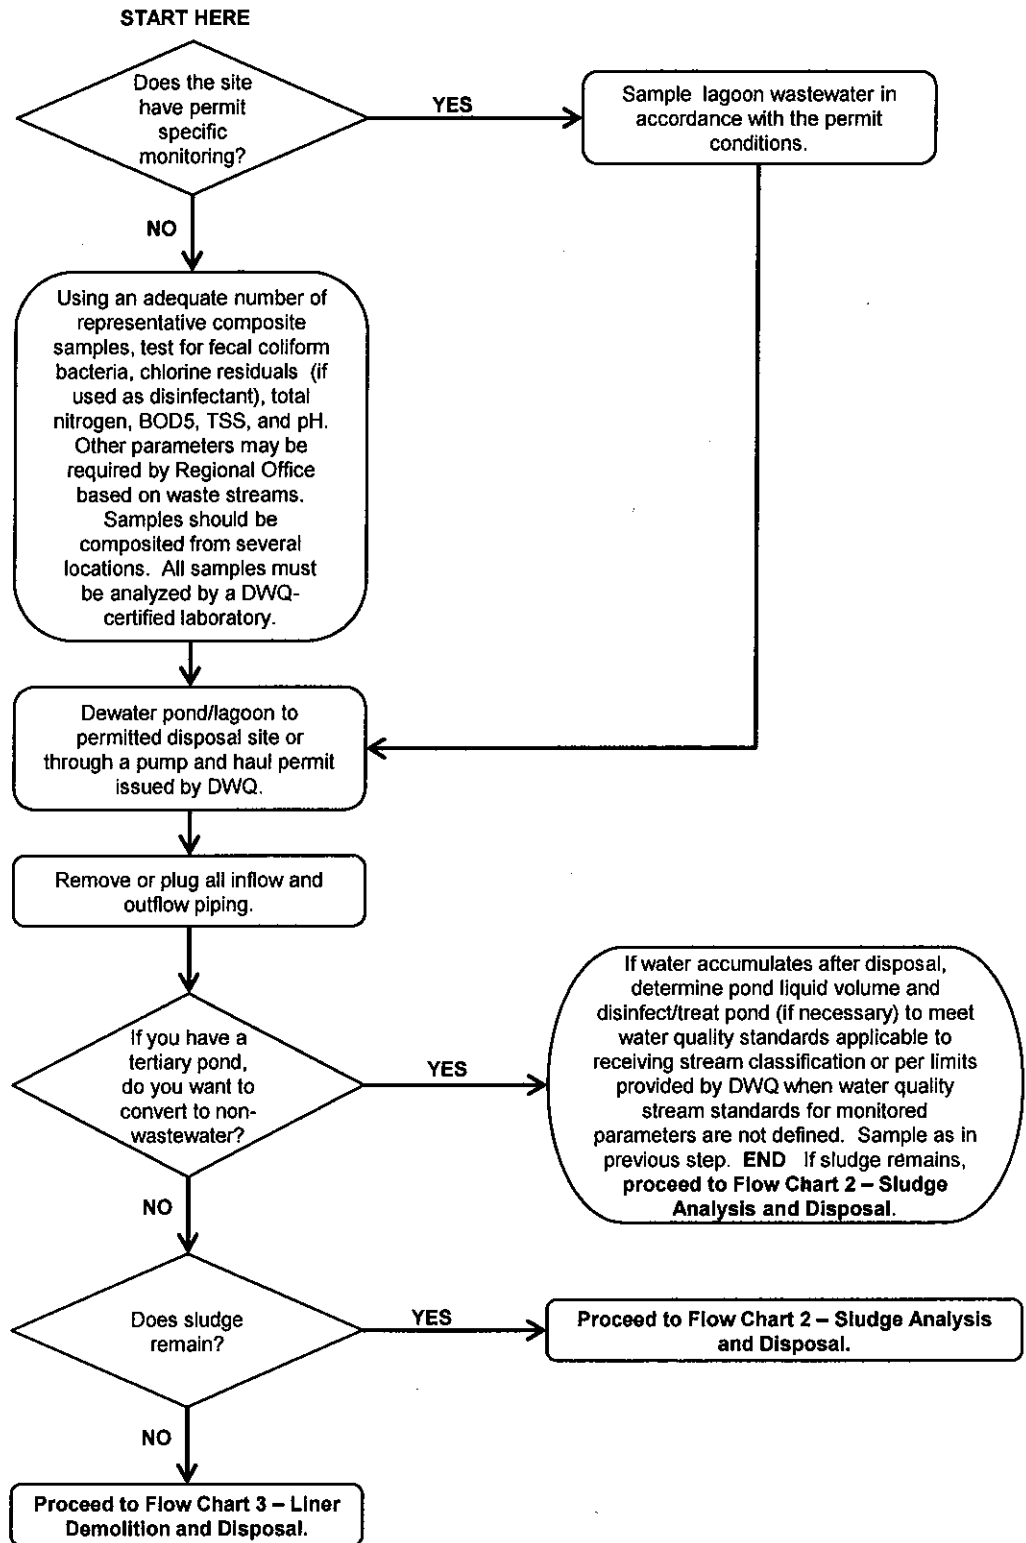 START HERE
Does the site
have permit
specific
monitoring?
YES
Sample lagoon wastewater in
accordance with the permit
conditions.
NO
Using an adequate number of
representative composite
samples, test for fecal coliform
bacteria, chlorine residuals (if
used as disinfectant), total
nitrogen, BOD5, TSS, and pH.
Other parameters may be
required by Regional Office
based on waste streams.
Samples should be
composited from several
locations. All samples must
be analyzed by a DWQ-
certified laboratory.
Dewater pond/lagoon to
permitted disposal site or
through a pump and haul permit
issued by DWQ.
Remove or plug all inflow and
outflow piping.
If you have a
tertiary pond,
do you want to
convert to non-
wastewater?
YES
If water accumulates after disposal,
determine pond liquid volume and
disinfect/treat pond (if necessary) to meet
water quality standards applicable to
receiving stream classification or per limits
provided by DWQ when water quality
stream standards for monitored
parameters are not defined. Sample as in
previous step. END If sludge remains,
proceed to Flow Chart 2 – Sludge
Analysis and Disposal.
NO
Does sludge
remain?
YES
Proceed to Flow Chart 2 – Sludge Analysis
and Disposal.
NO
Proceed to Flow Chart 3 – Liner
Demolition and Disposal.